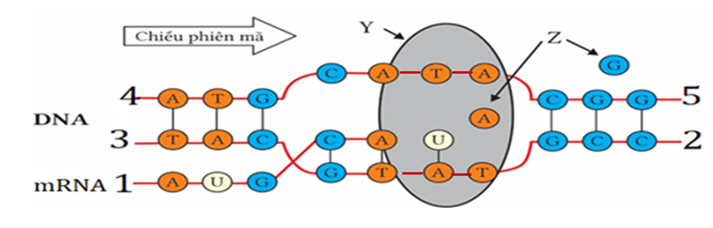 Chiều phiên mã
Y
Z
G
C A T A
4 A T G C G G 5
A
DNA
3 T A C C A U G C C 2
G T A T
mRNA 1 A U G